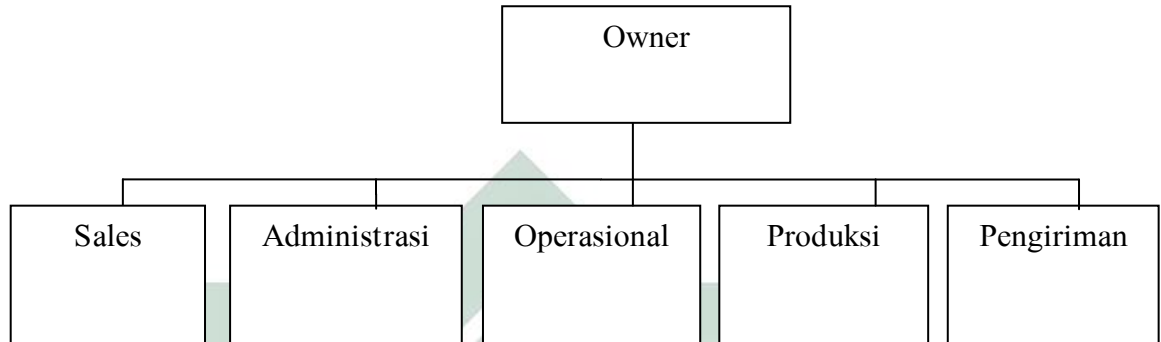 Owner
Sales
Administrasi
Operasional
Produksi
Pengiriman